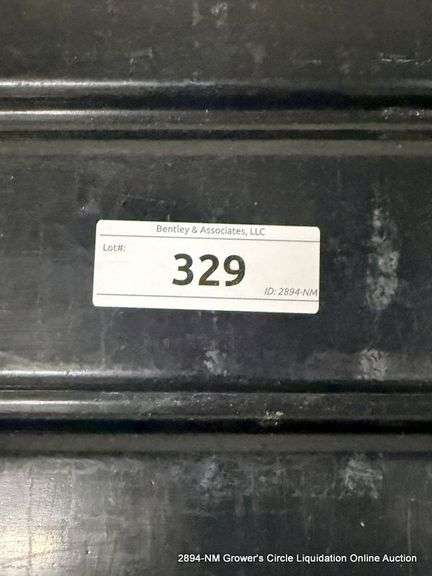 Bentley & Associates, LLC
Lot#:
329
ID: 2894-NM
2894-NM Grower's Circle Liquidation Online Auction